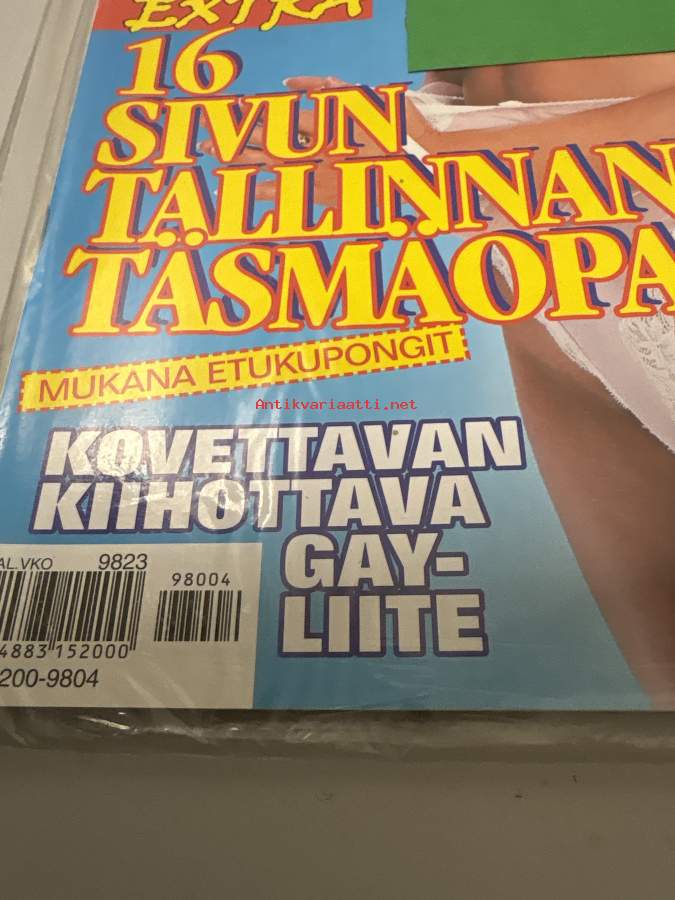 EXTRA
16
SIVUN
TALLINNAN
TÄSMÄOPA
MUKANA ETUKUPONGIT
Antikvariaatti.net
KOVETTAVAN
KIIHOTTAVA
GAY-
LIITE
AL.VKO 9823
98004
4883 152000
200-9804